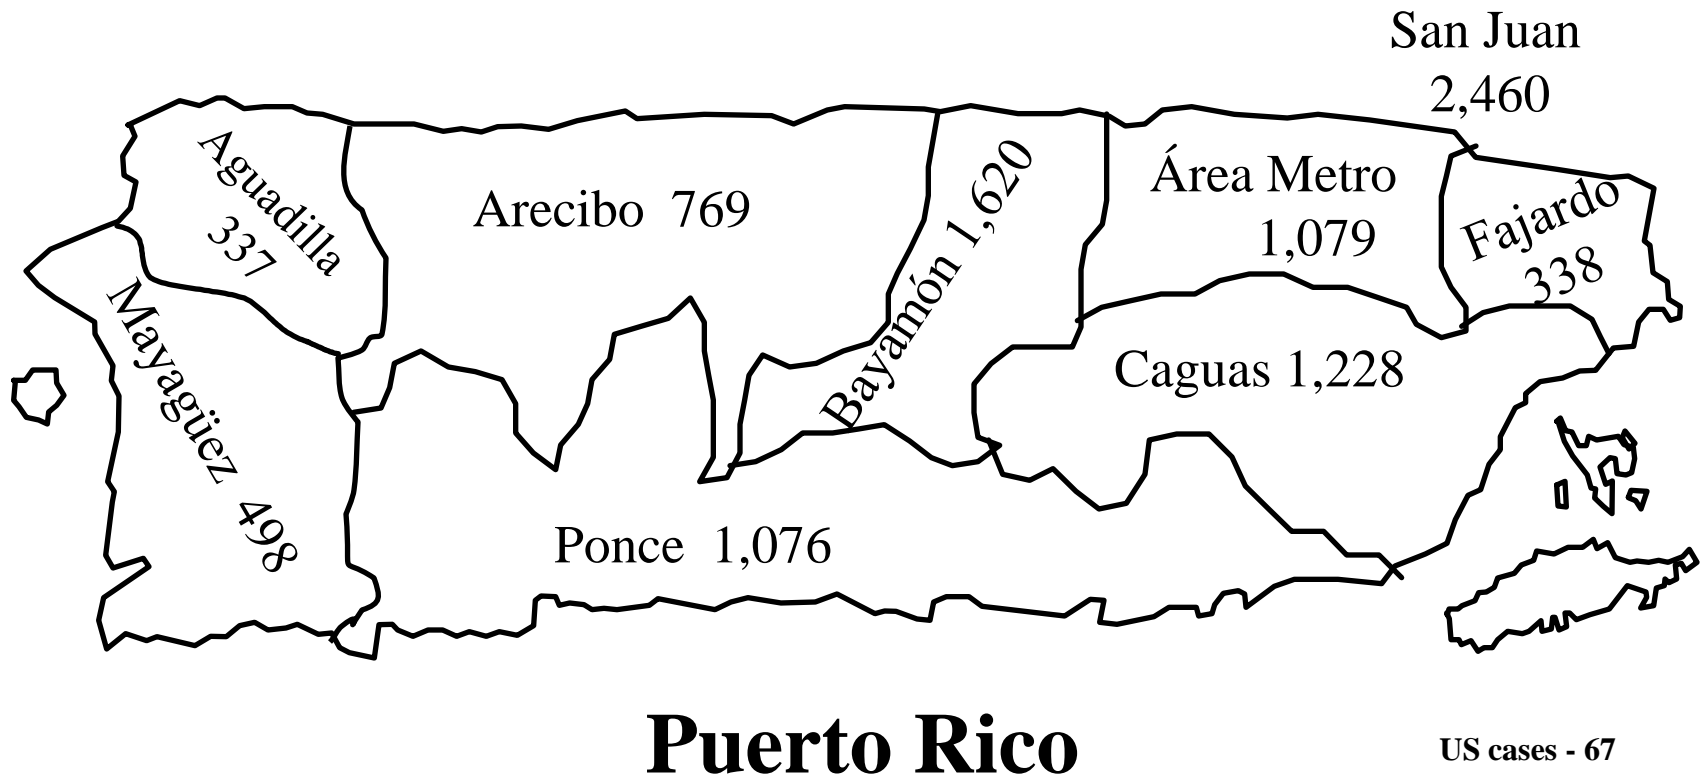 San Juan
2,460
Aguadilla
337
Arecibo 769
Bayamón 1,620
Área Metro
1,079
Fajardo
338
Mayagüez 498
Caguas 1,228
Ponce 1,076
Puerto Rico
US cases - 67